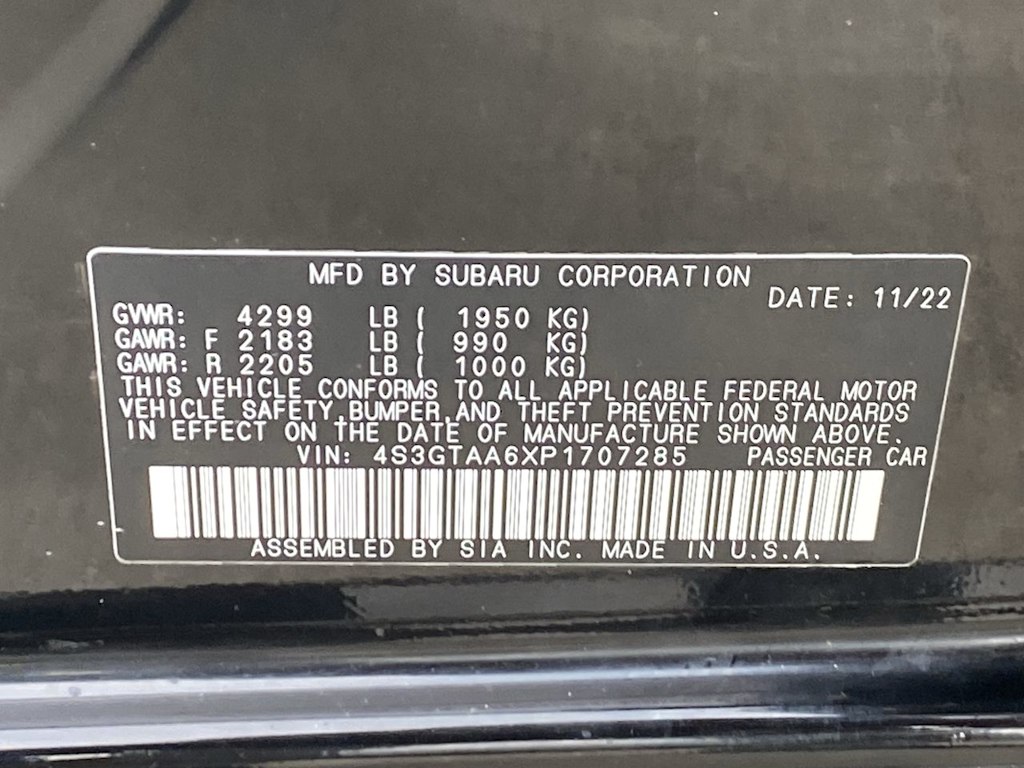 MFD BY SUBARU CORPORATION
DATE: 11/22
GVWR: 4299 LB ( 1950 KG)
GAWR: F 2183 LB ( 990 KG)
GAWR: R 2205 LB ( 1000 KG)
THIS VEHICLE CONFORMS TO ALL APPLICABLE FEDERAL MOTOR
VEHICLE SAFETY,BUMPER,AND THEFT PREVENTION STANDARDS
IN EFFECT ON THE DATE OF MANUFACTURE SHOWN ABOVE.
VIN: 4S3GTAA6XP1707285 PASSENGER CAR
ASSEMBLED BY SIA INC. MADE IN U.S.A.